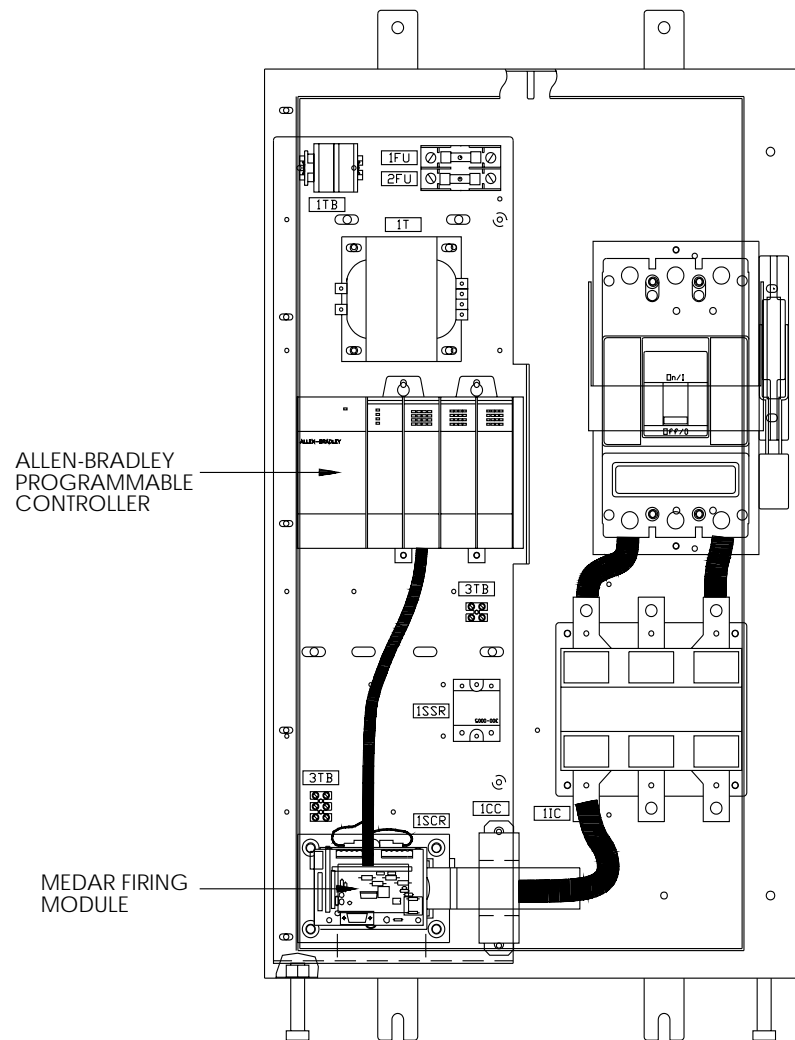 1FU
2FU
1TB
1T
On/I
Off/O
ALLEN-BRADLEY
ALLEN-BRADLEY
PROGRAMMABLE
CONTROLLER
3TB
1SSR
3TB
1SCR
1CC
1IC
MEDAR FIRING
MODULE